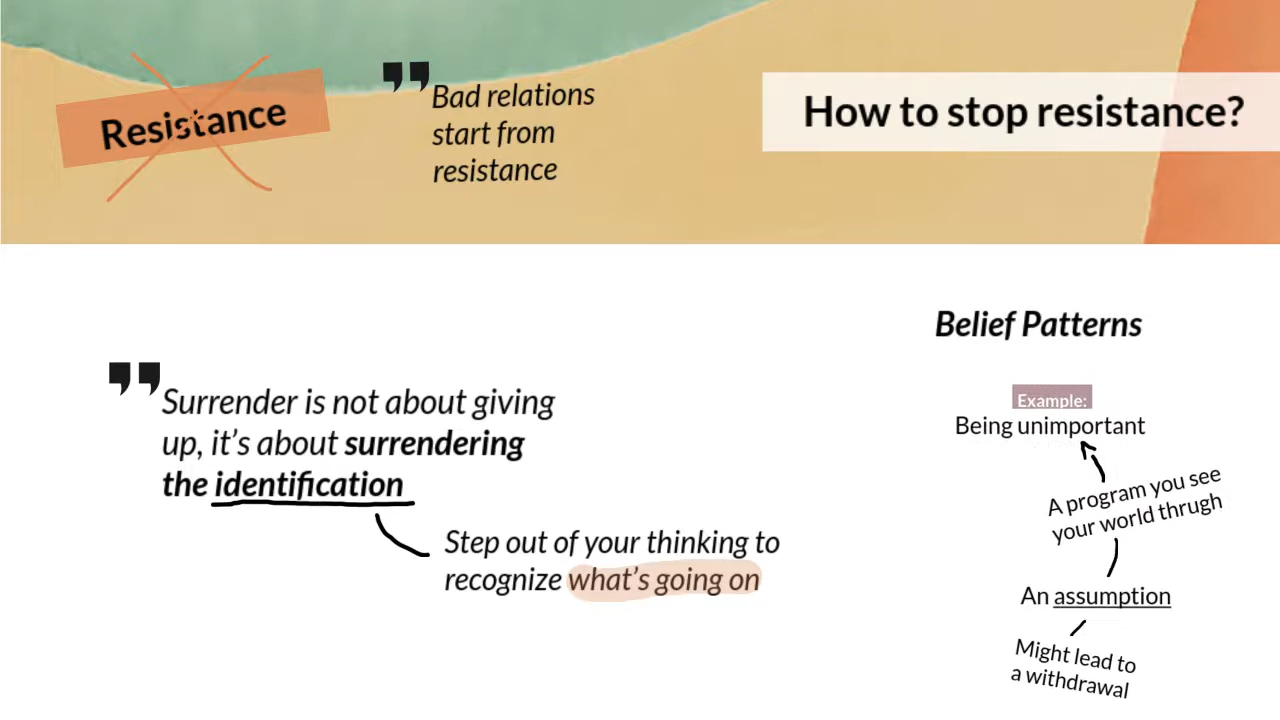 Resistance
Bad relations
start from
resistance
How to stop resistance?
Surrender is not about giving
up, it’s about surrendering
the identification
Step out of your thinking to
recognize what’s going on
Belief Patterns
Example:
Being unimportant
A program you see
your world thrugh
An assumption
Might lead to
a withdrawal